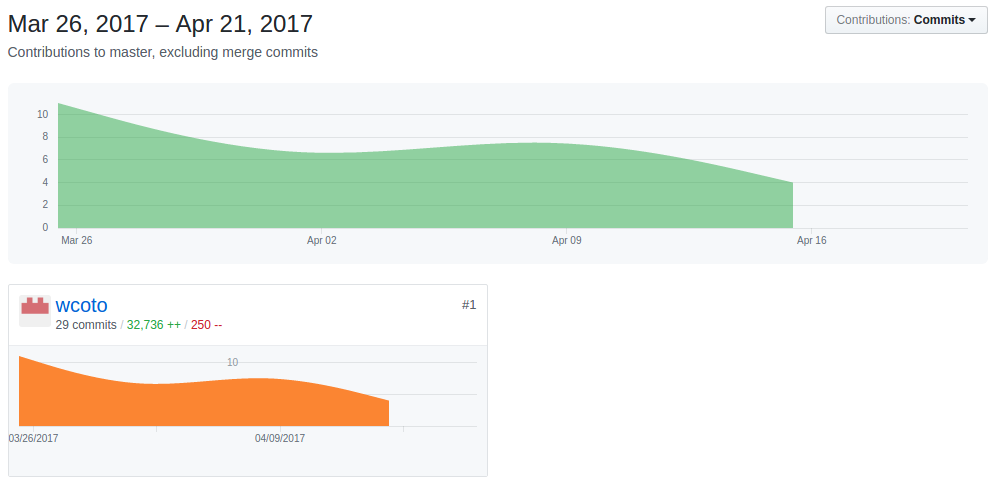 Mar 26, 2017 – Apr 21, 2017
Contributions: Commits
Contributions to master, excluding merge commits
10
8
6
4
2
0
Mar 26 Apr 02 Apr 09 Apr 16
wcoto #1
29 commits / 32,736 ++ / 250 --
10
03/26/2017 04/09/2017